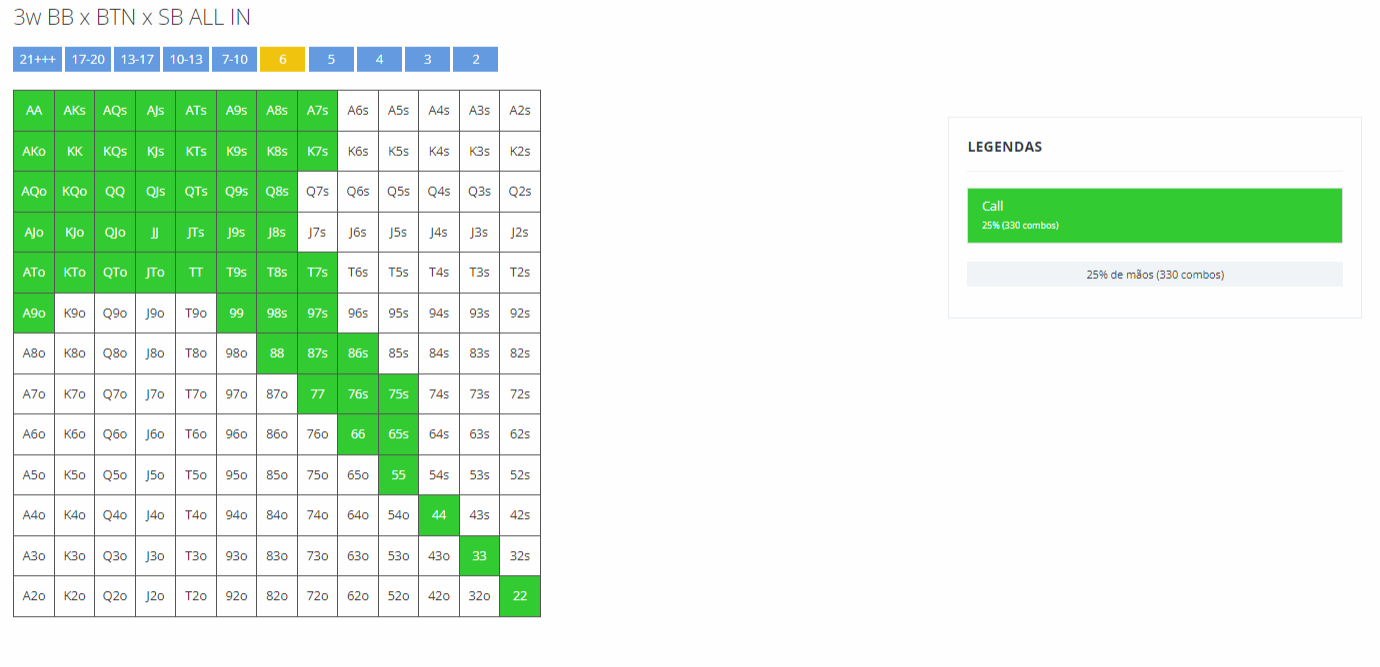 3w BB x BTN x SB ALL IN
21+++ 17-20 13-17 10-13 7-10 6 5 4 3 2
AA AKs AQs AJs ATs A9s A8s A7s A6s A5s A4s A3s A2s
AKo KK KQs KJs KTs K9s K8s K7s K6s K5s K4s K3s K2s
AQo KQo QQ QJs QTs Q9s Q8s Q7s Q6s Q5s Q4s Q3s Q2s
AJo KJo QJo JJ JTs J9s J8s J7s J6s J5s J4s J3s J2s
ATo KTo QTo JTo TT T9s T8s T7s T6s T5s T4s T3s T2s
A9o K9o Q9o J9o T9o 99 98s 97s 96s 95s 94s 93s 92s
A8o K8o Q8o J8o T8o 98o 88 87s 86s 85s 84s 83s 82s
A7o K7o Q7o J7o T7o 97o 87o 77 76s 75s 74s 73s 72s
A6o K6o Q6o J6o T6o 96o 86o 76o 66 65s 64s 63s 62s
A5o K5o Q5o J5o T5o 95o 85o 75o 65o 55 54s 53s 52s
A4o K4o Q4o J4o T4o 94o 84o 74o 64o 54o 44 43s 42s
A3o K3o Q3o J3o T3o 93o 83o 73o 63o 53o 43o 33 32s
A2o K2o Q2o J2o T2o 92o 82o 72o 62o 52o 42o 32o 22
LEGENDAS
Call
25% (330 combos)
25% de mãos (330 combos)